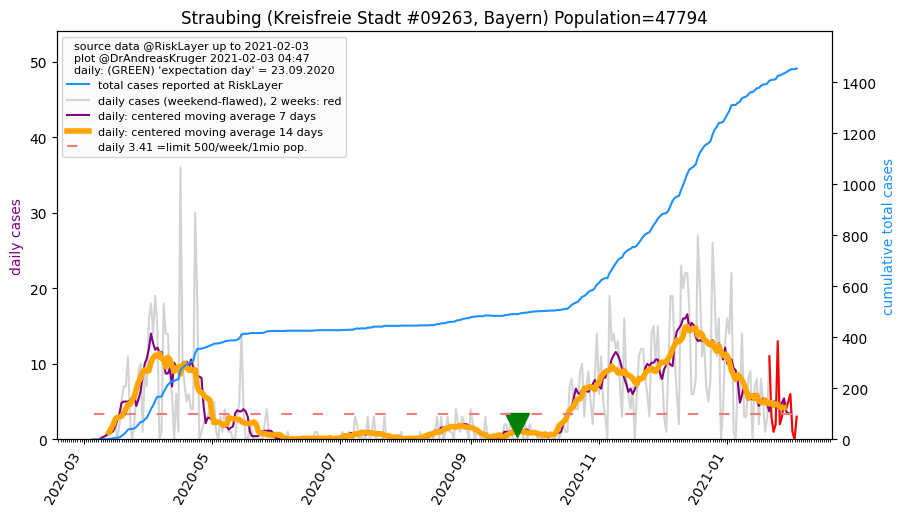 Straubing (Kreisfreie Stadt #09263, Bayern) Population=47794
source data @RiskLayer up to 2021-02-03
plot @DrAndreasKruger 2021-02-03 04:47
daily: (GREEN) 'expectation day' = 23.09.2020
total cases reported at RiskLayer
daily cases (weekend-flawed), 2 weeks: red
daily: centered moving average 7 days
daily: centered moving average 14 days
daily 3.41 =limit 500/week/1mio pop.
daily cases
50
40
30
20
10
0
cumulative total cases
1400
1200
1000
800
600
400
200
0
2020-03
2020-05
2020-07
2020-09
2020-11
2021-01